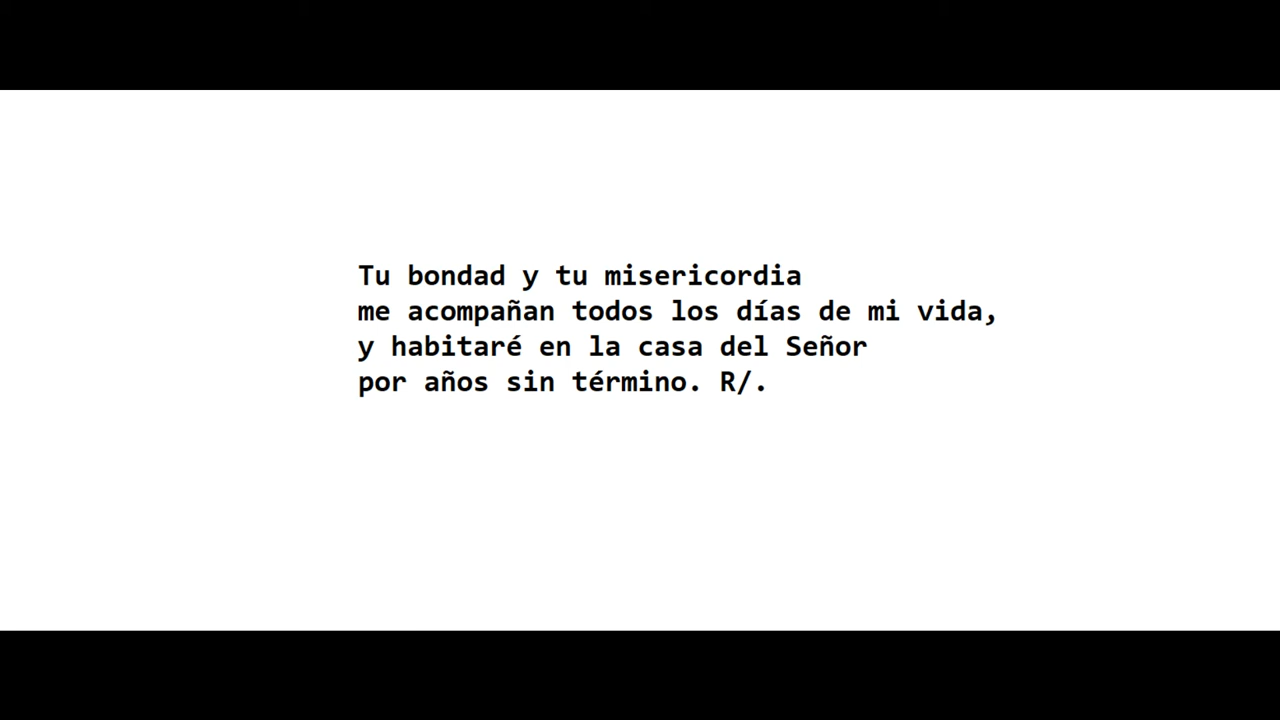 Tu bondad y tu misericordia
me acompañan todos los días de mi vida,
y habitaré en la casa del Señor
por años sin término. R/.